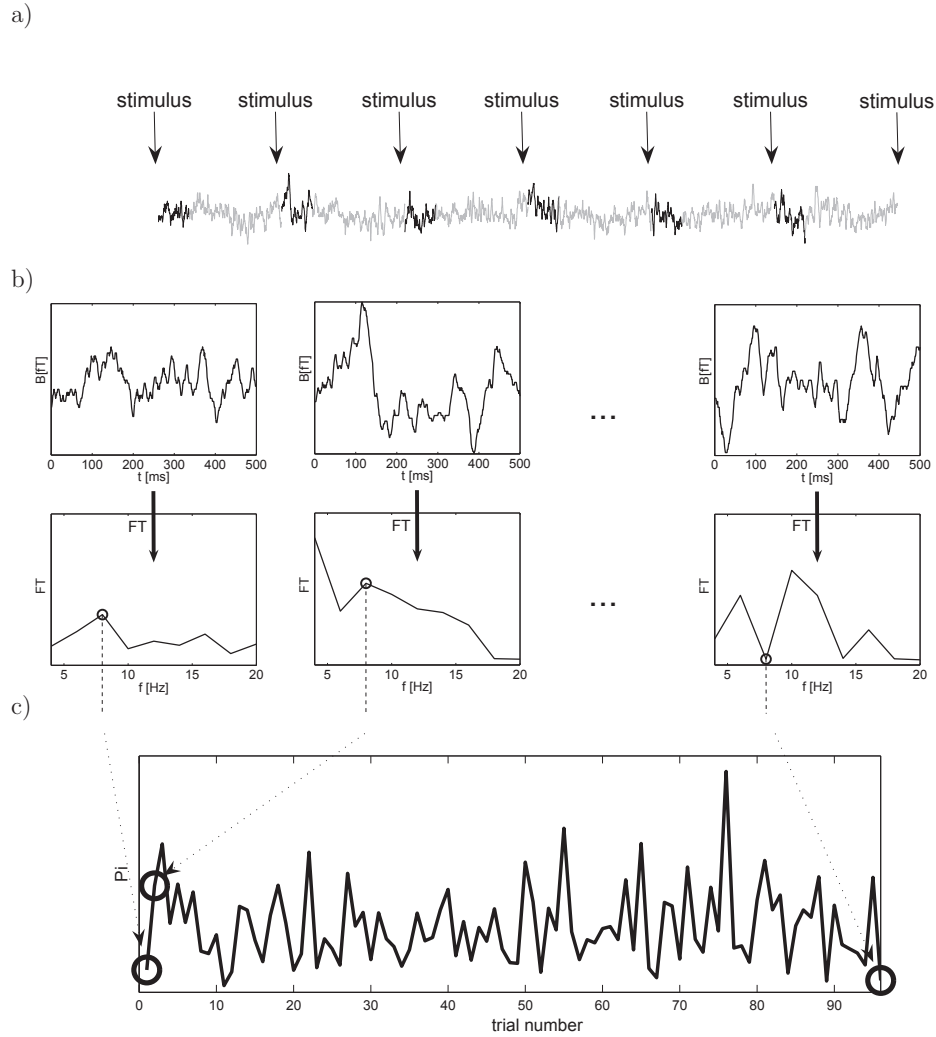 a)
stimulus stimulus stimulus stimulus stimulus stimulus stimulus
b)
B[fT] B[fT] ... B[fT]
0 100 200 300 400 500 0 100 200 300 400 500 0 100 200 300 400 500
t [ms] t [ms] t [ms]
FT FT FT
FT FT ... FT
5 10 15 20 5 10 15 20 5 10 15 20
f [Hz] f [Hz] f [Hz]
c)
Pi
0 10 20 30 40 50 60 70 80 90
trial number